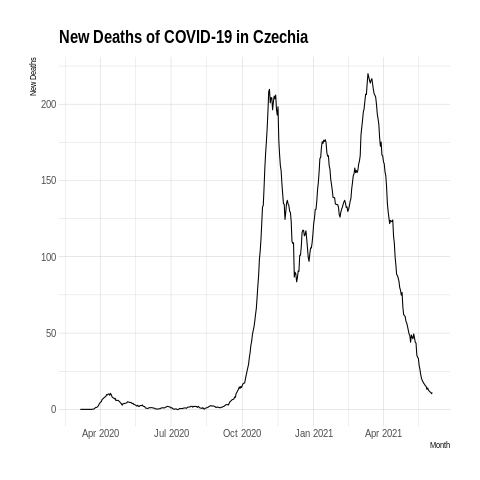 New Deaths of COVID-19 in Czechia
New Deaths
200
150
100
50
0
Apr 2020 Jul 2020 Oct 2020 Jan 2021 Apr 2021
Month